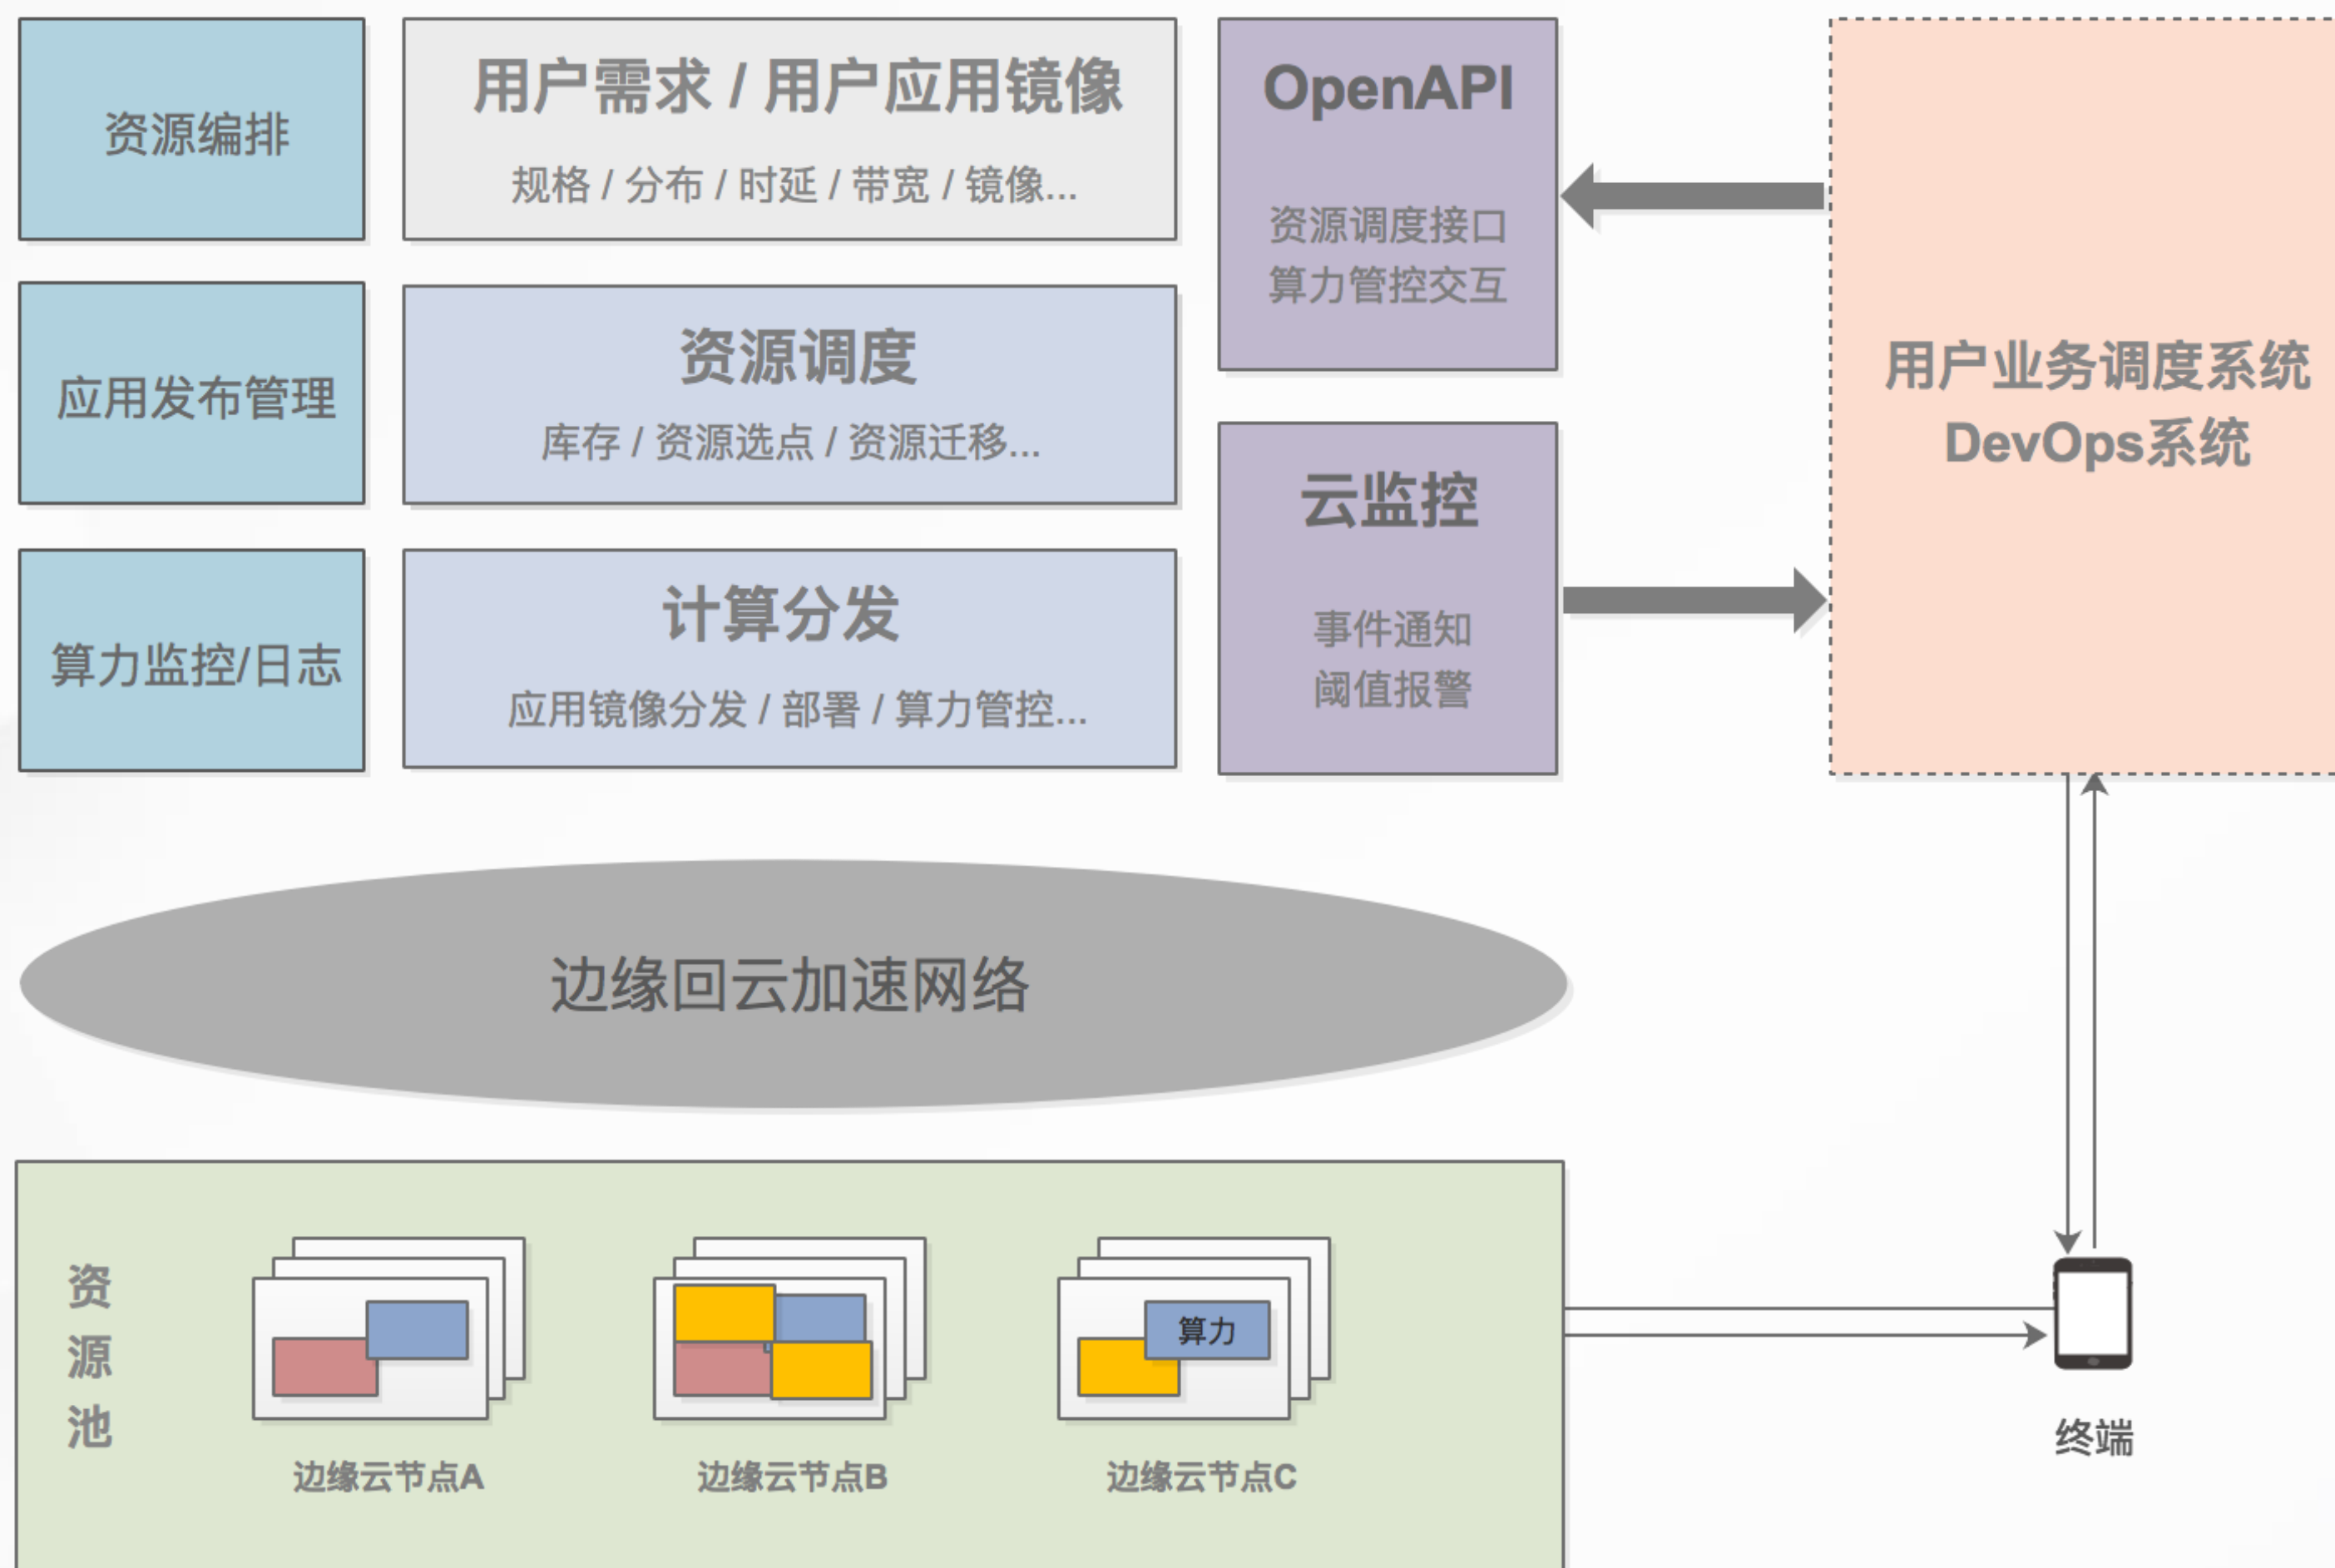 资源编排
用户需求 / 用户应用镜像
规格 / 分布 / 时延 / 带宽 / 镜像...
应用发布管理
资源调度
库存 / 资源选点 / 资源迁移...
算力监控/日志
计算分发
应用镜像分发 / 部署 / 算力管控...
OpenAPI
资源调度接口
算力管控交互
云监控
事件通知
阈值报警
用户业务调度系统
DevOps系统
边缘回云加速网络
资
源
池
算力
边缘云节点A
边缘云节点B
边缘云节点C
终端